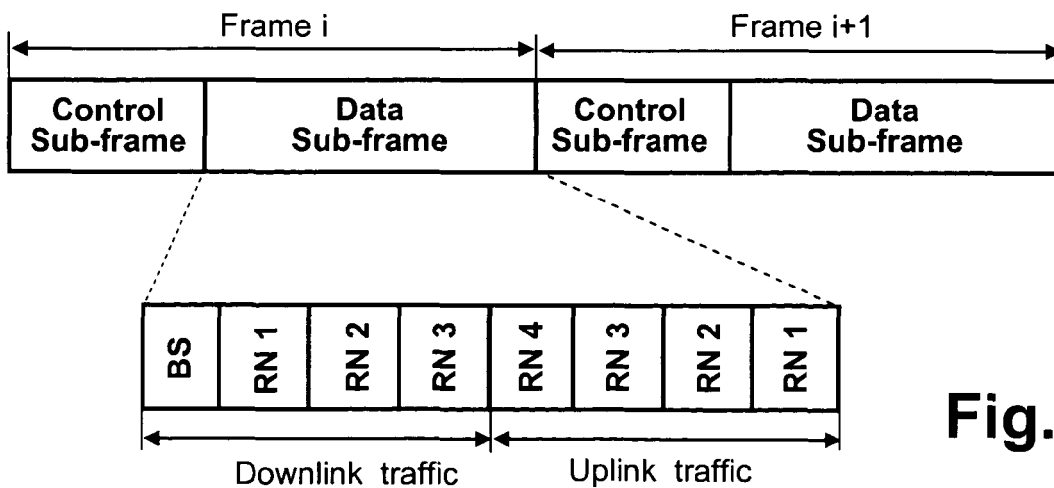 Frame i
Frame i+1
Control
Sub-frame
Data
Sub-frame
Control
Sub-frame
Data
Sub-frame
BS
RN 1
RN 2
RN 3
RN 4
RN 3
RN 2
RN 1
Downlink traffic
Uplink traffic
Fig.